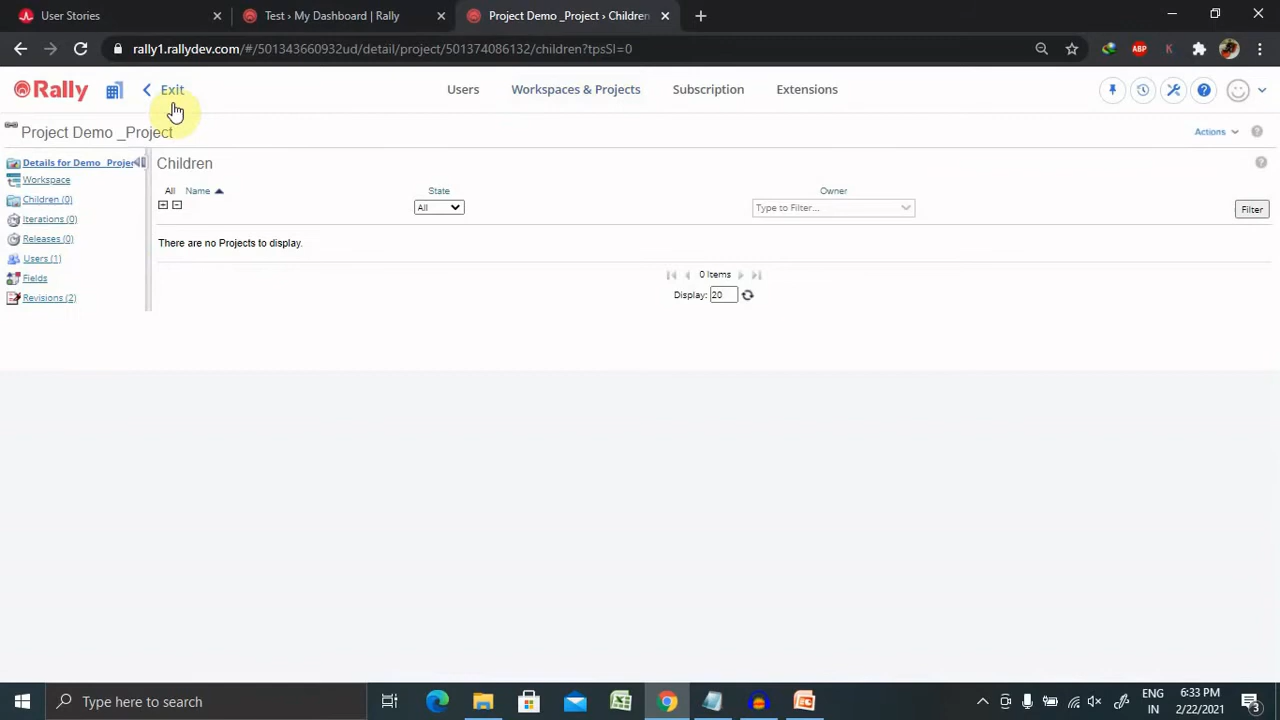 User Stories
Test › My Dashboard | Rally
Project Demo _Project › Children
rally1.rallydev.com/#/501343660932ud/detail/project/501374086132/children?tpsSI=0
ABP
K
Rally
Exit
Users
Workspaces & Projects
Subscription
Extensions
Project Demo _Project
Actions
Details for Demo _Projec
Children
Workspace
Children (0)
Iterations (0)
Releases (0)
Users (1)
Fields
Revisions (2)
All
Name
State
Owner
All
Type to Filter...
Filter
There are no Projects to display.
0 Items
Display: 20
Type here to search
ENG
IN
6:33 PM
2/22/2021
3